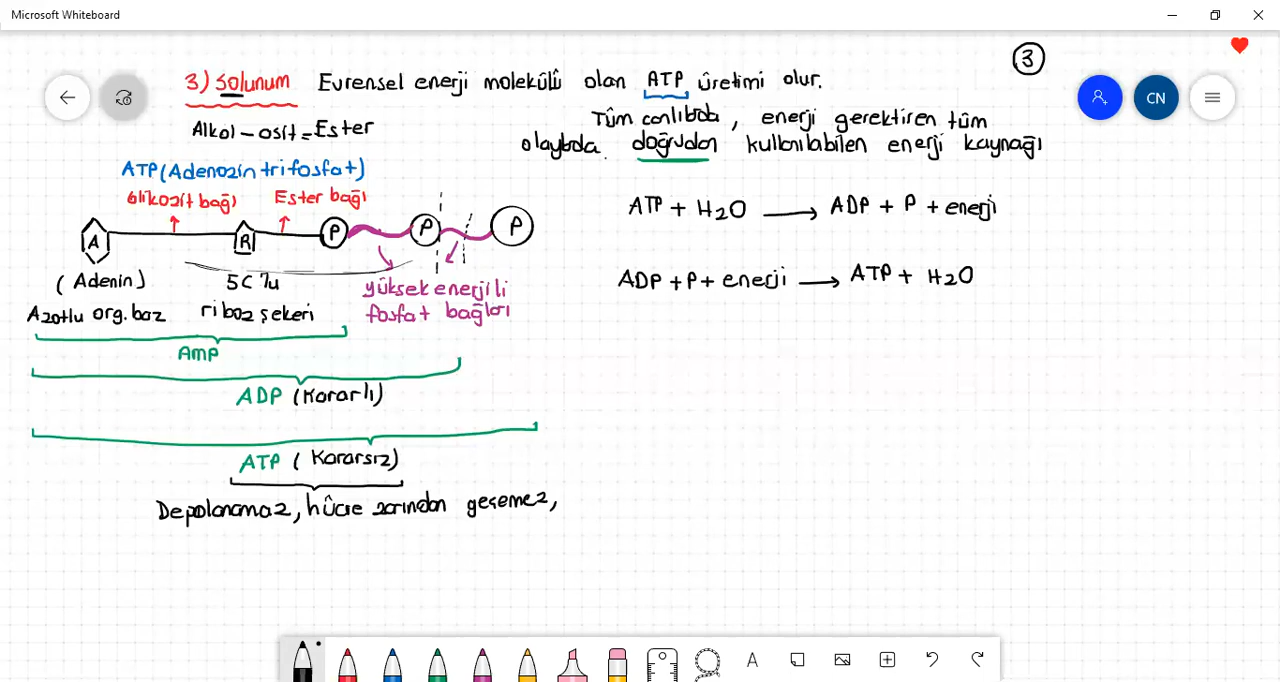 Microsoft Whiteboard
3
3) Solunum Evrensel enerji molekülü olan ATP üretimi olur.
CN
Alkol - asit = Ester
Tüm canlılarda, enerji gerektiren tüm
olaylarda doğrudan kullanılabilen enerji kaynağı
ATP (Adenozin trifosfat)
Glikozit bağı Ester bağı
A R P P P
ATP + H2O → ADP + P + enerji
(Adenin) 5C'lu yüksek enerjili
ADP + P + enerji → ATP + H2O
Azotlu org. baz riboz şekeri fosfat bağları
AMP
ADP (Kararlı)
ATP (Kararsız)
Depolanamaz, hücre zarından geçemez,
A